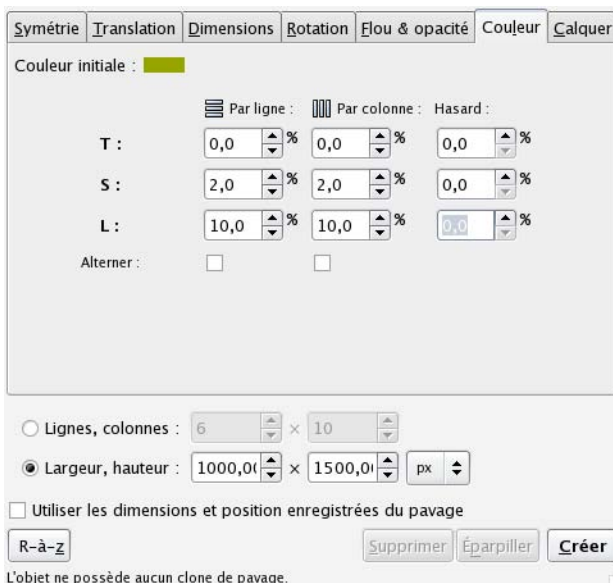 Symétrie Translation Dimensions Rotation Flou & opacité Couleur Calquer
Couleur initiale :
Par ligne : Par colonne : Hasard :
T : 0,0 % 0,0 % 0,0 %
S : 2,0 % 2,0 % 0,0 %
L : 10,0 % 10,0 % 0,0 %
Alterner :
Lignes, colonnes : 6 × 10
Largeur, hauteur : 1000,00 × 1500,0 px
Utiliser les dimensions et position enregistrées du pavage
R-à-z Supprimer Éparpiller Créer
L'objet ne possède aucun clone de pavage.